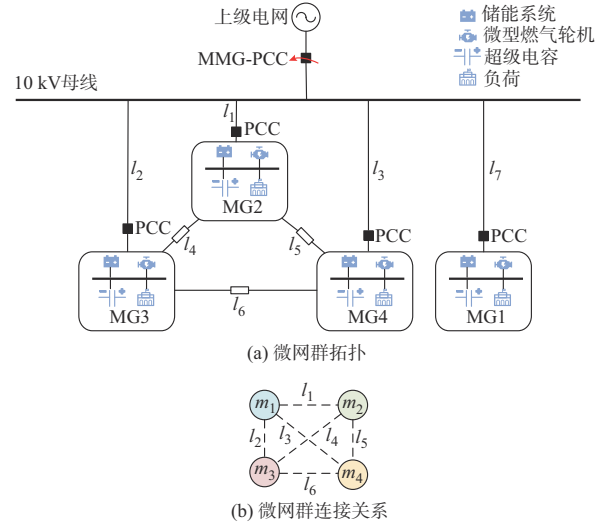 上级电网
储能系统
微型燃气轮机
超级电容
负荷
MMG-PCC
10 kV母线
l1
PCC
l2
l3
l7
MG2
PCC
l4
l5
PCC
PCC
l6
MG3
MG4
MG1
(a) 微网群拓扑
m1
l1
m2
l2
l3
l4
l5
m3
l6
m4
(b) 微网群连接关系